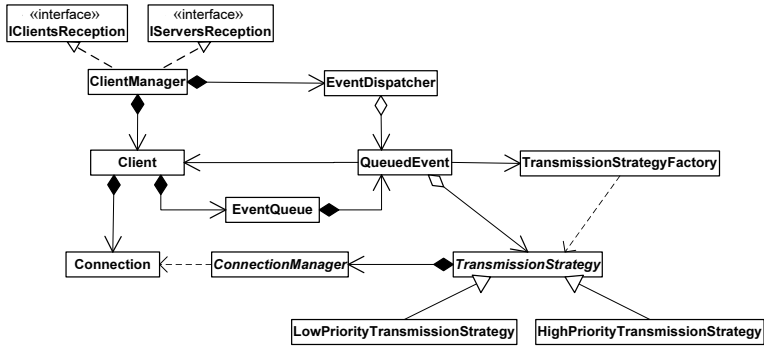 «interface»
IClientsReception
«interface»
IServersReception
ClientManager
EventDispatcher
Client
QueuedEvent
TransmissionStrategyFactory
EventQueue
Connection
ConnectionManager
TransmissionStrategy
LowPriorityTransmissionStrategy
HighPriorityTransmissionStrategy